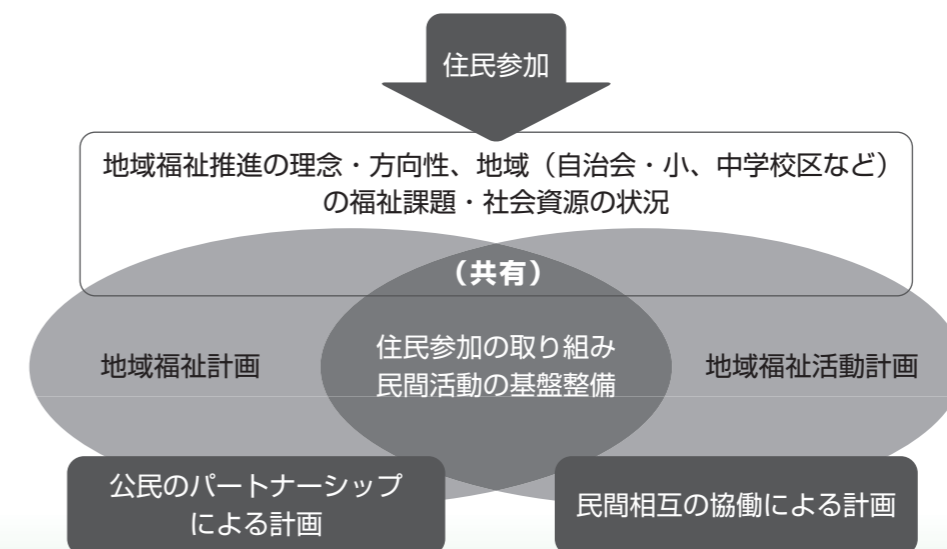 住民参加
地域福祉推進の理念・方向性、地域（自治会・小、中学校区など）
の福祉課題・社会資源の状況
（共有）
地域福祉計画
住民参加の取り組み
民間活動の基盤整備
地域福祉活動計画
公民のパートナーシップ
による計画
民間相互の協働による計画